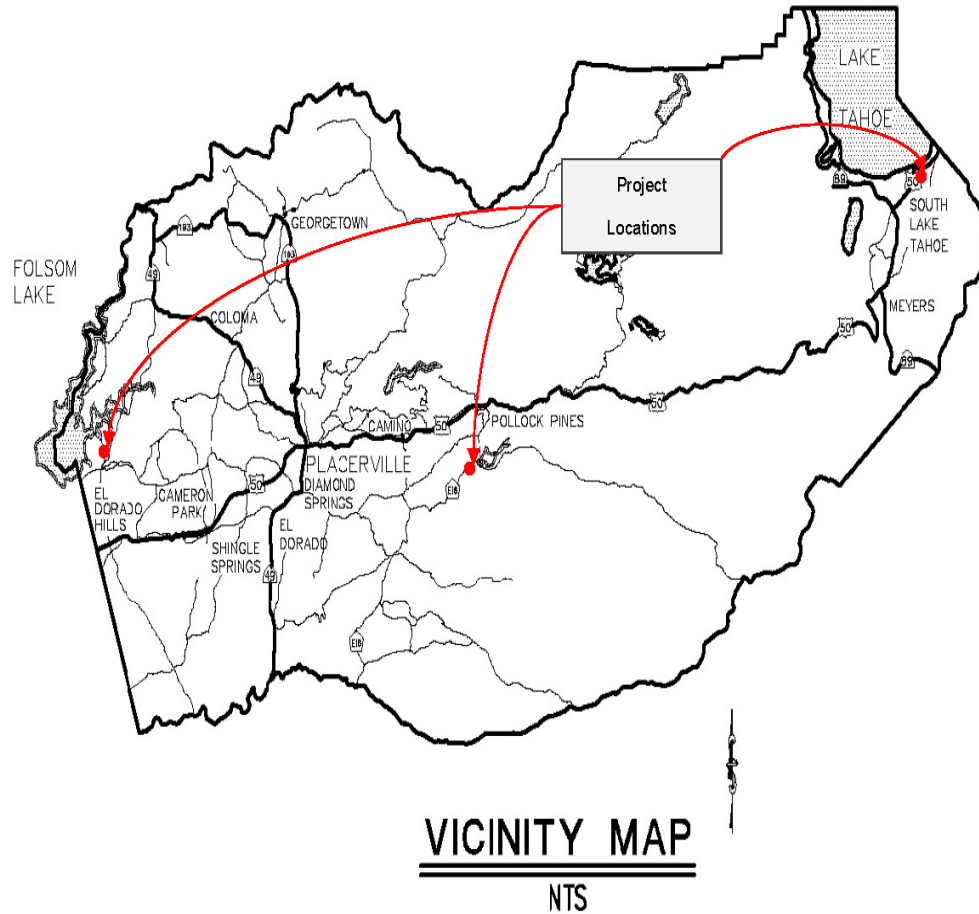 LAKE
TAHOE
Project
Locations
89
50
SOUTH
LAKE
TAHOE
193
GEORGETOWN
193
FOLSOM
LAKE
49
COLOMA
MEYERS
50
89
49
50
CAMINO
50
POLLOCK PINES
PLACERVILLE
DIAMOND
SPRINGS
EL
DORADO
HILLS
CAMERON
PARK
50
E16
SHINGLE
SPRINGS
EL
DORADO
49
E16
VICINITY MAP
NTS